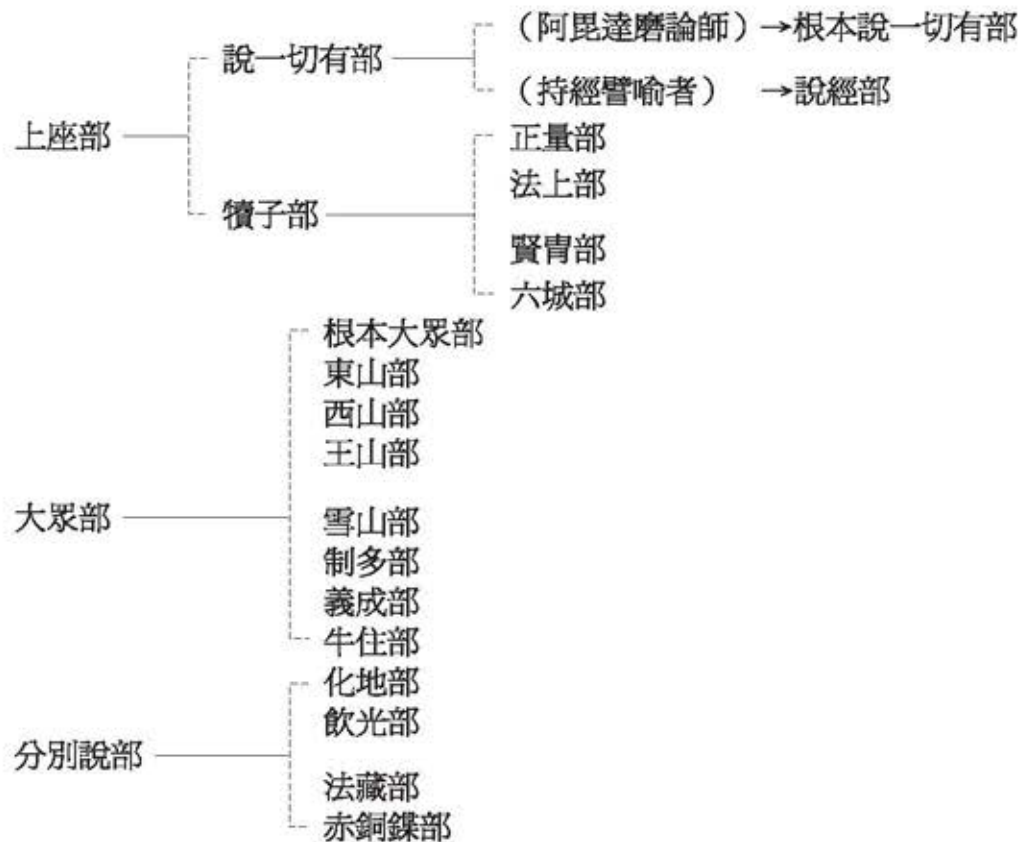 （阿毘達磨論師）→根本說一切有部
說一切有部
（持經譬喻者）　→說經部
上座部
正量部
法上部
犢子部
賢冑部
六城部
根本大眾部
東山部
西山部
王山部
大眾部
雪山部
制多部
義成部
牛住部
化地部
飲光部
分別說部
法藏部
赤銅鍱部